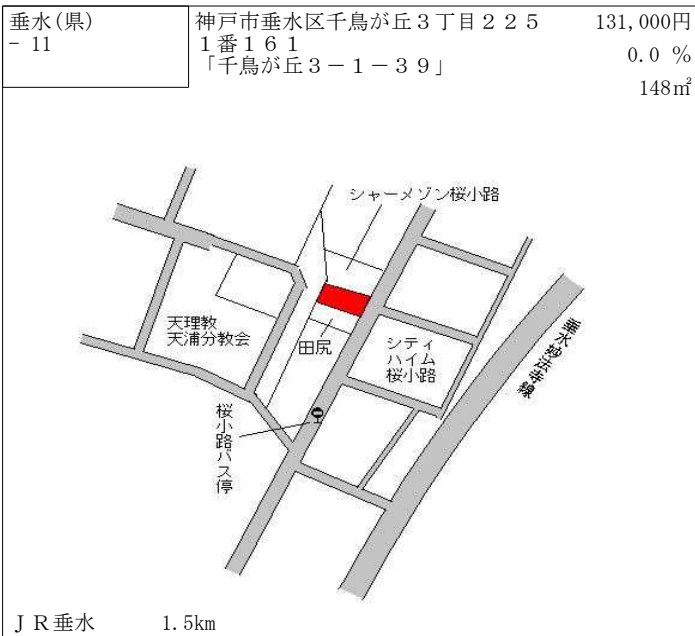 垂水(県)
- 11
神戸市垂水区千鳥が丘３丁目２２５
１番１６１
「千鳥が丘３－１－３９」
131,000円
0.0 %
148㎡
シャーメゾン桜小路
天理教
天浦分教会
田尻
シティ
ハイム
桜小路
垂水妙法寺線
桜小路バス停
ＪＲ垂水 1.5km